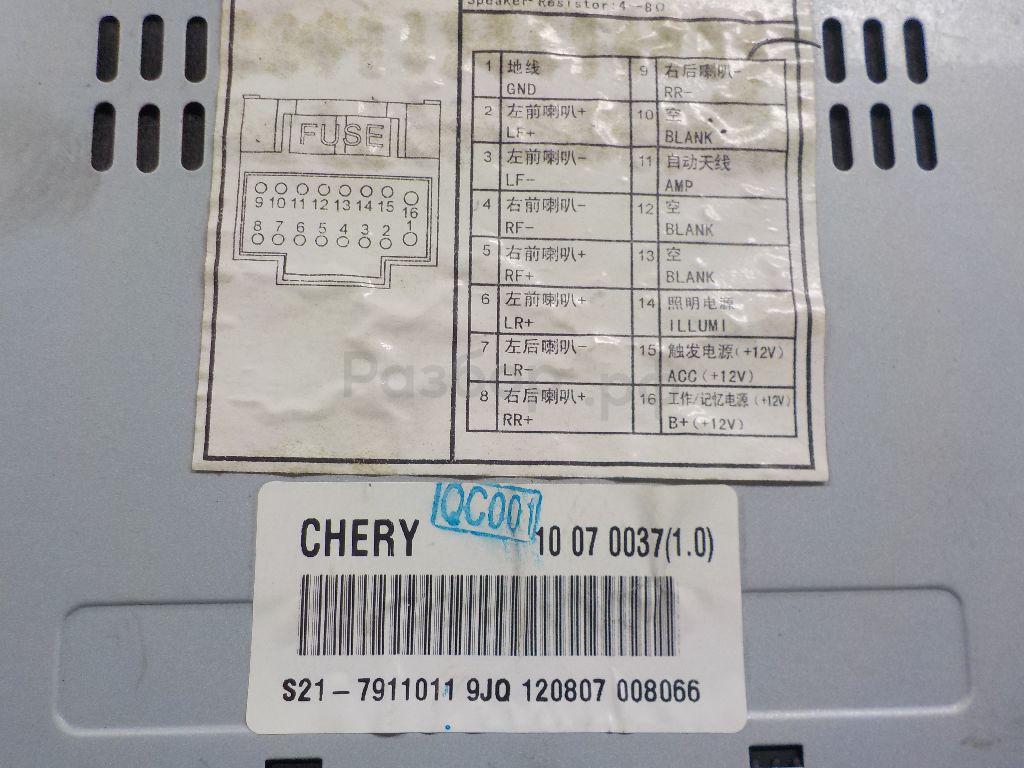 Speaker-Resistor:4-8Ω
FUSE
9 10 11 12 13 14 15 16
8 7 6 5 4 3 2 1
1 地线 GND
2 左前喇叭+ LF+
3 左前喇叭- LF-
4 右前喇叭- RF-
5 右前喇叭+ RF+
6 左前喇叭+ LR+
7 左后喇叭- LR-
8 右后喇叭+ RR+
9 右后喇叭- RR-
10 空 BLANK
11 自动天线 AMP
12 空 BLANK
13 空 BLANK
14 照明电源 ILLUMI
15 触发电源(+12V) ACC(+12V)
16 工作/记忆电源(+12V) B+(+12V)
Разбор.рф
QC001
CHERY 10 07 0037(1.0)
S21-7911011 9JQ 120807 008066